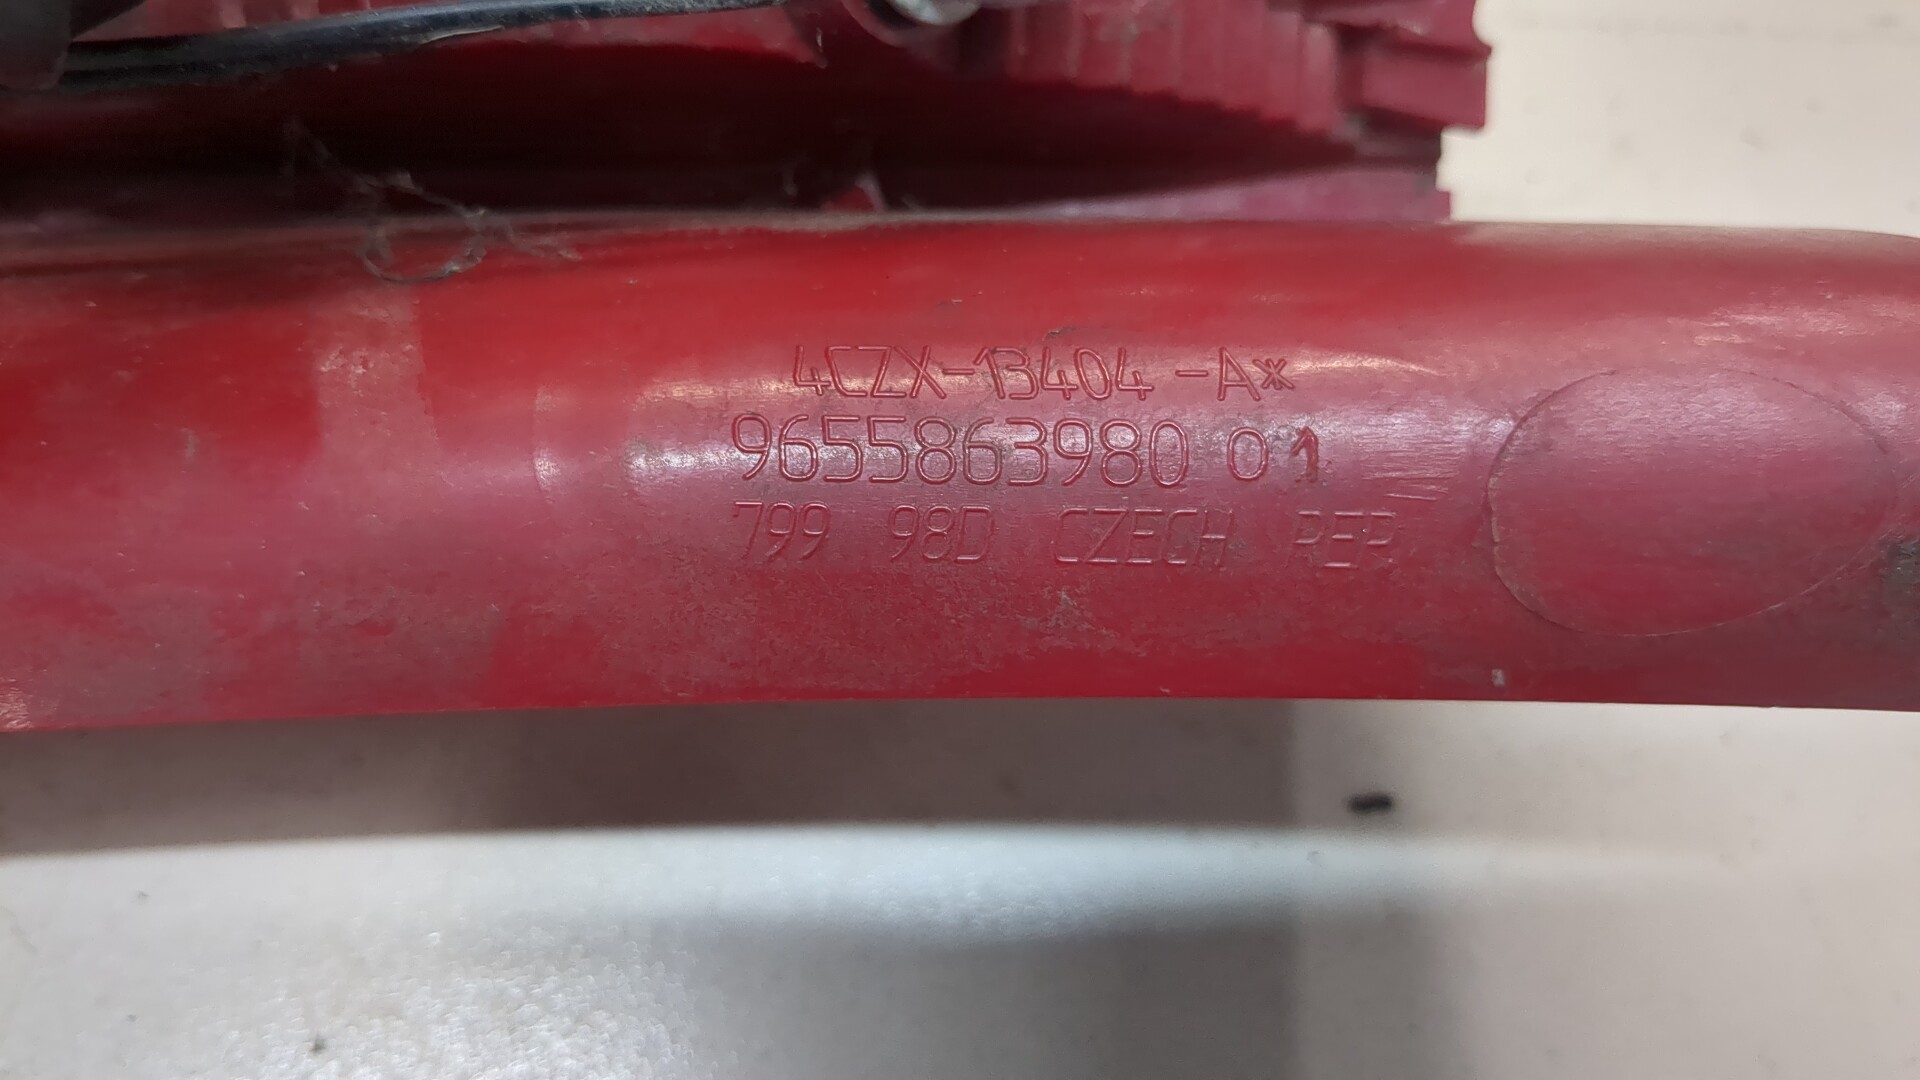 4CZX-13404-A*
9655863980 01
799 98D CZECH REP